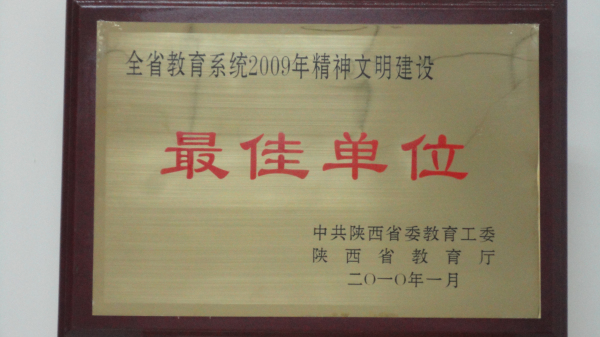 全省教育系统2009年精神文明建设
最佳单位
中共陕西省委教育工委
陕西省教育厅
二〇一〇年一月